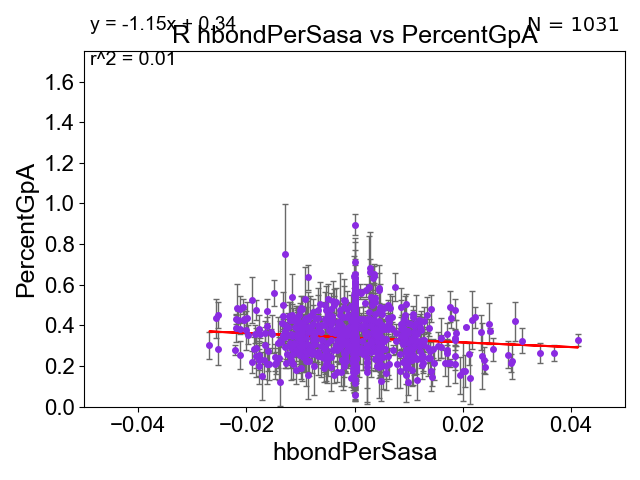 y = -1.15x + 0.34
N = 1031
R hbondPerSasa vs PercentGpA
r^2 = 0.01
PercentGpA
1.6
1.4
1.2
1.0
0.8
0.6
0.4
0.2
0.0
−0.04 −0.02 0.00 0.02 0.04
hbondPerSasa